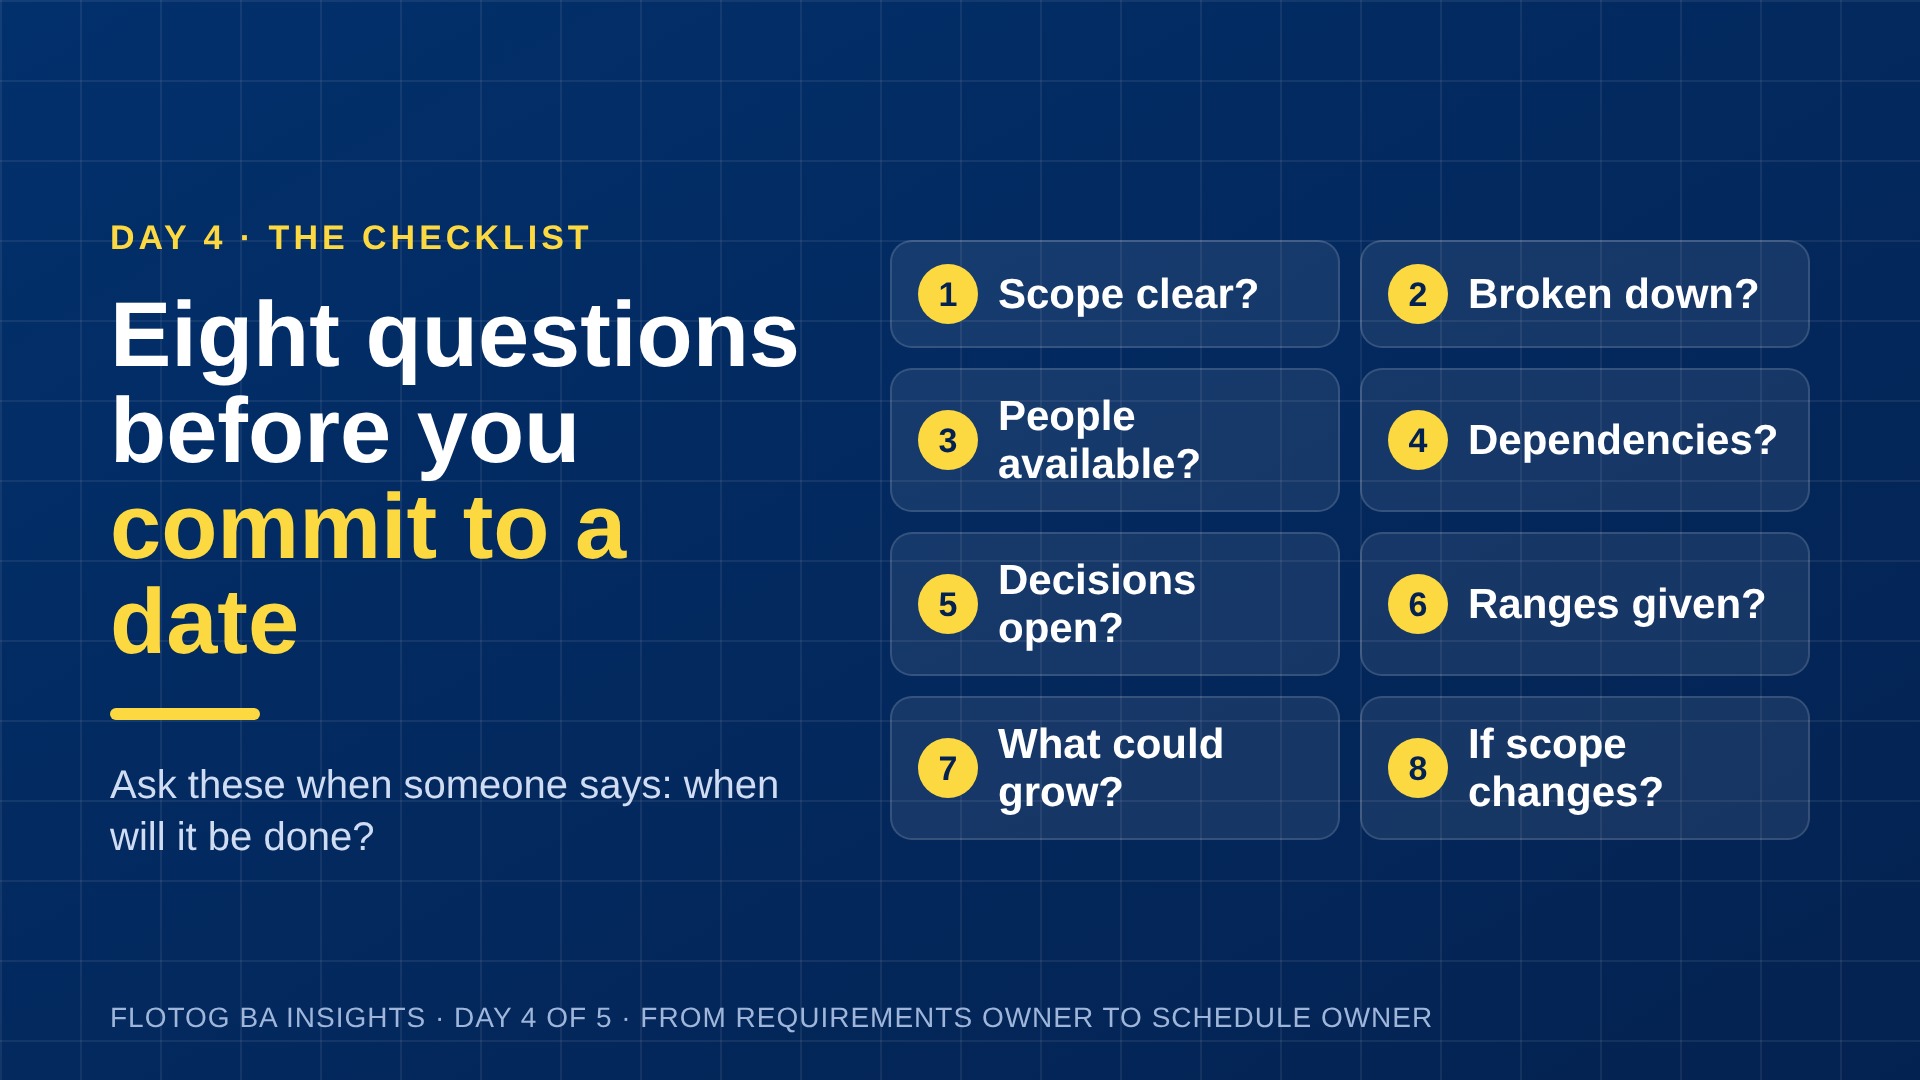 DAY 4 · THE CHECKLIST
Eight questions
before you
commit to a
date
Ask these when someone says: when
will it be done?
1 Scope clear?
2 Broken down?
3 People
available?
4 Dependencies?
5 Decisions
open?
6 Ranges given?
7 What could
grow?
8 If scope
changes?
FLOTOG BA INSIGHTS · DAY 4 OF 5 · FROM REQUIREMENTS OWNER TO SCHEDULE OWNER